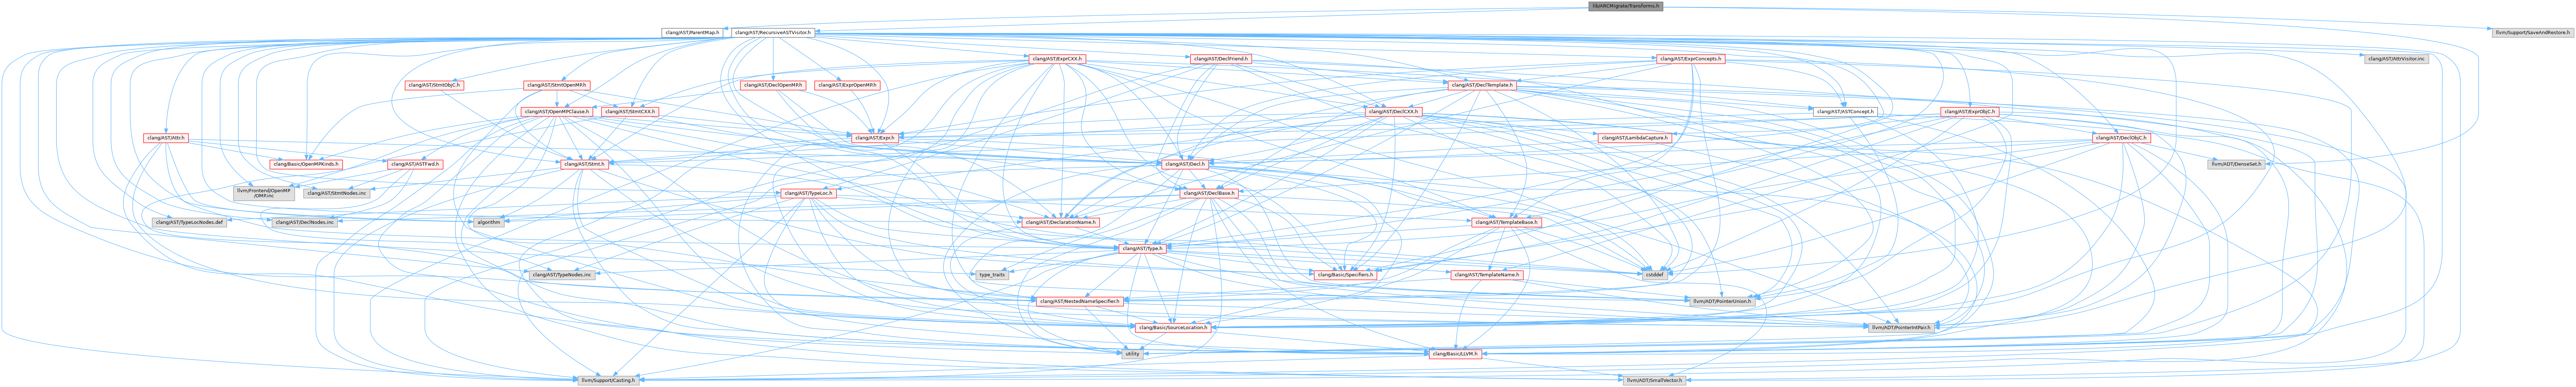 lib/ARCMigrate/Transforms.h
clang/AST/ParentMap.h
clang/AST/RecursiveASTVisitor.h
llvm/Support/SaveAndRestore.h
clang/AST/ExprCXX.h
clang/AST/DeclFriend.h
clang/AST/ExprConcepts.h
clang/AST/AttrVisitor.inc
clang/AST/StmtObjC.h
clang/AST/StmtOpenMP.h
clang/AST/DeclOpenMP.h
clang/AST/ExprOpenMP.h
clang/AST/DeclTemplate.h
clang/AST/OpenMPClause.h
clang/AST/StmtCXX.h
clang/AST/DeclCXX.h
clang/AST/ASTConcept.h
clang/AST/ExprObjC.h
clang/AST/Attr.h
clang/AST/Expr.h
clang/AST/LambdaCapture.h
clang/AST/DeclObjC.h
clang/Basic/OpenMPKinds.h
clang/AST/ASTFwd.h
clang/AST/Stmt.h
clang/AST/Decl.h
llvm/ADT/DenseSet.h
llvm/Frontend/OpenMP
/OMP.inc
clang/AST/StmtNodes.inc
clang/AST/TypeLoc.h
clang/AST/DeclBase.h
clang/AST/TypeLocNodes.def
clang/AST/DeclNodes.inc
algorithm
clang/AST/DeclarationName.h
clang/AST/TemplateBase.h
clang/AST/Type.h
clang/AST/TypeNodes.inc
type_traits
clang/Basic/Specifiers.h
clang/AST/TemplateName.h
cstddef
clang/AST/NestedNameSpecifier.h
llvm/ADT/PointerUnion.h
clang/Basic/SourceLocation.h
llvm/ADT/PointerIntPair.h
utility
clang/Basic/LLVM.h
llvm/Support/Casting.h
llvm/ADT/SmallVector.h